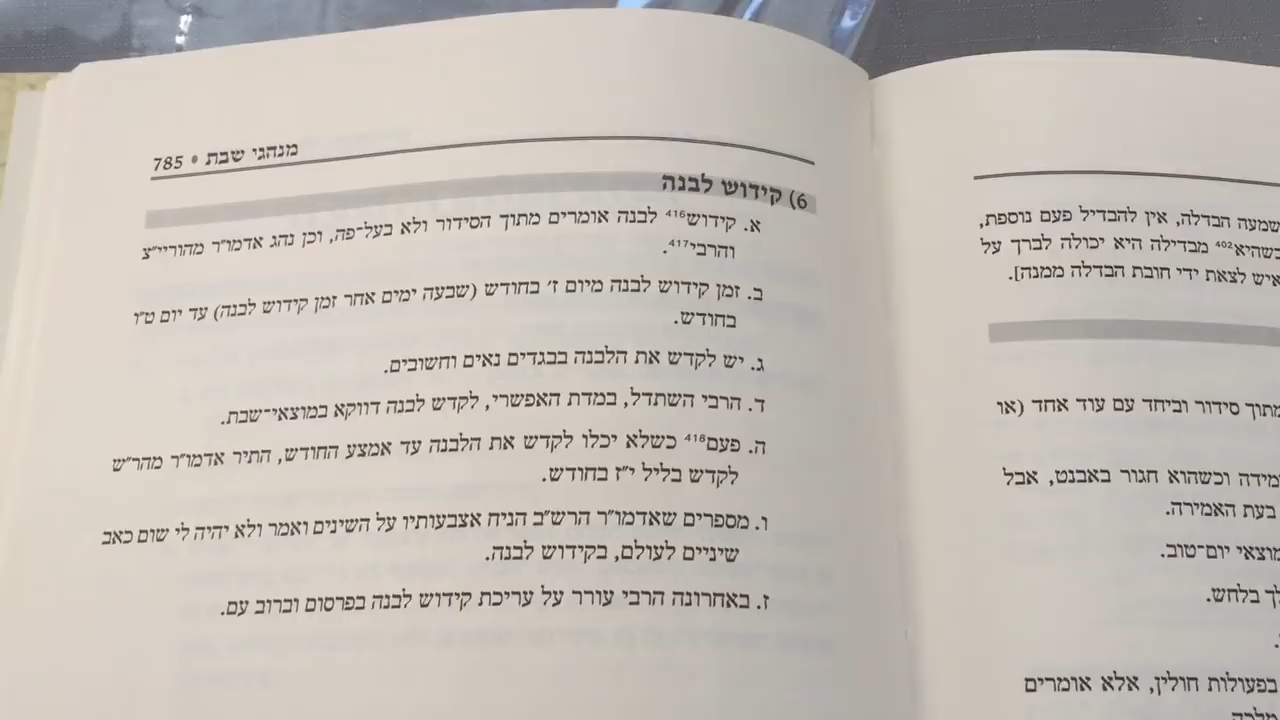 שמעה הבדלה, אין להבדיל פעם נוספת,
כשהיא⁴⁰² מבדילה היא יכולה לברך על
איש לצאת ידי חובת הבדלה ממנה].
מתוך סידור וביחד עם עוד אחד (או
וכשהוא חגור באבנט, אבל
בעת האמירה.
מוצאי יום־טוב.
בלחש.
בפעולות חולין, אלא אומרים
מנהגי שבת • 785
6) קידוש לבנה
א. קידוש⁴¹⁶ לבנה אומרים מתוך הסידור ולא בעל־פה, וכן נהג אדמו״ר מהוריי״צ
והרבי⁴¹⁷.
ב. זמן קידוש לבנה מיום ז׳ בחודש (שבעה ימים אחר זמן קידוש לבנה) עד יום ט״ו
בחודש.
ג. יש לקדש את הלבנה בבגדים נאים וחשובים.
ד. הרבי השתדל, במדת האפשרי, לקדש לבנה דווקא במוצאי־שבת.
ה. פעם⁴¹⁸ כשלא יכלו לקדש את הלבנה עד אמצע החודש, התיר אדמו״ר מהר״ש
לקדש בליל י״ז בחודש.
ו. מספרים שאדמו״ר הרש״ב הניח אצבעותיו על השינים ואמר ולא יהיה לי שום כאב
שיניים לעולם, בקידוש לבנה.
ז. באחרונה הרבי עורר על עריכת קידוש לבנה בפרסום וברוב עם.